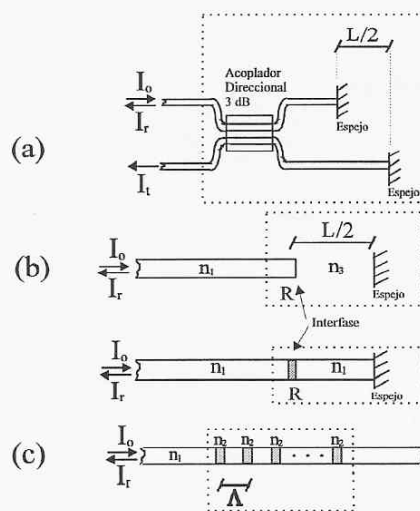 L/2
Acoplador
Direccional
3 dB
I₀
Iᵣ
Espejo
(a)
Iₜ
Espejo
L/2
(b)
I₀
Iᵣ
n₁
n₃
R
Espejo
Interfase
I₀
Iᵣ
n₁
n₁
R
Espejo
n₂ n₂ n₂ n₂
(c)
I₀
Iᵣ
n₁
. . .
Λ